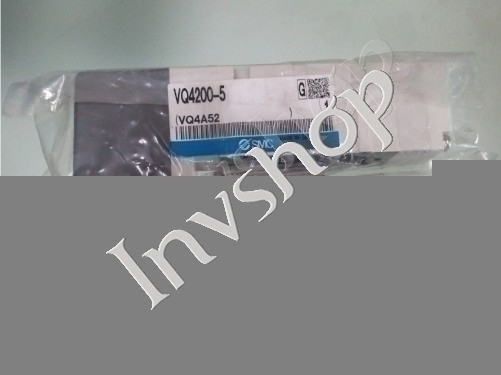 VQ4200-5
G
(VQ4A52 )
SMC
Invshop